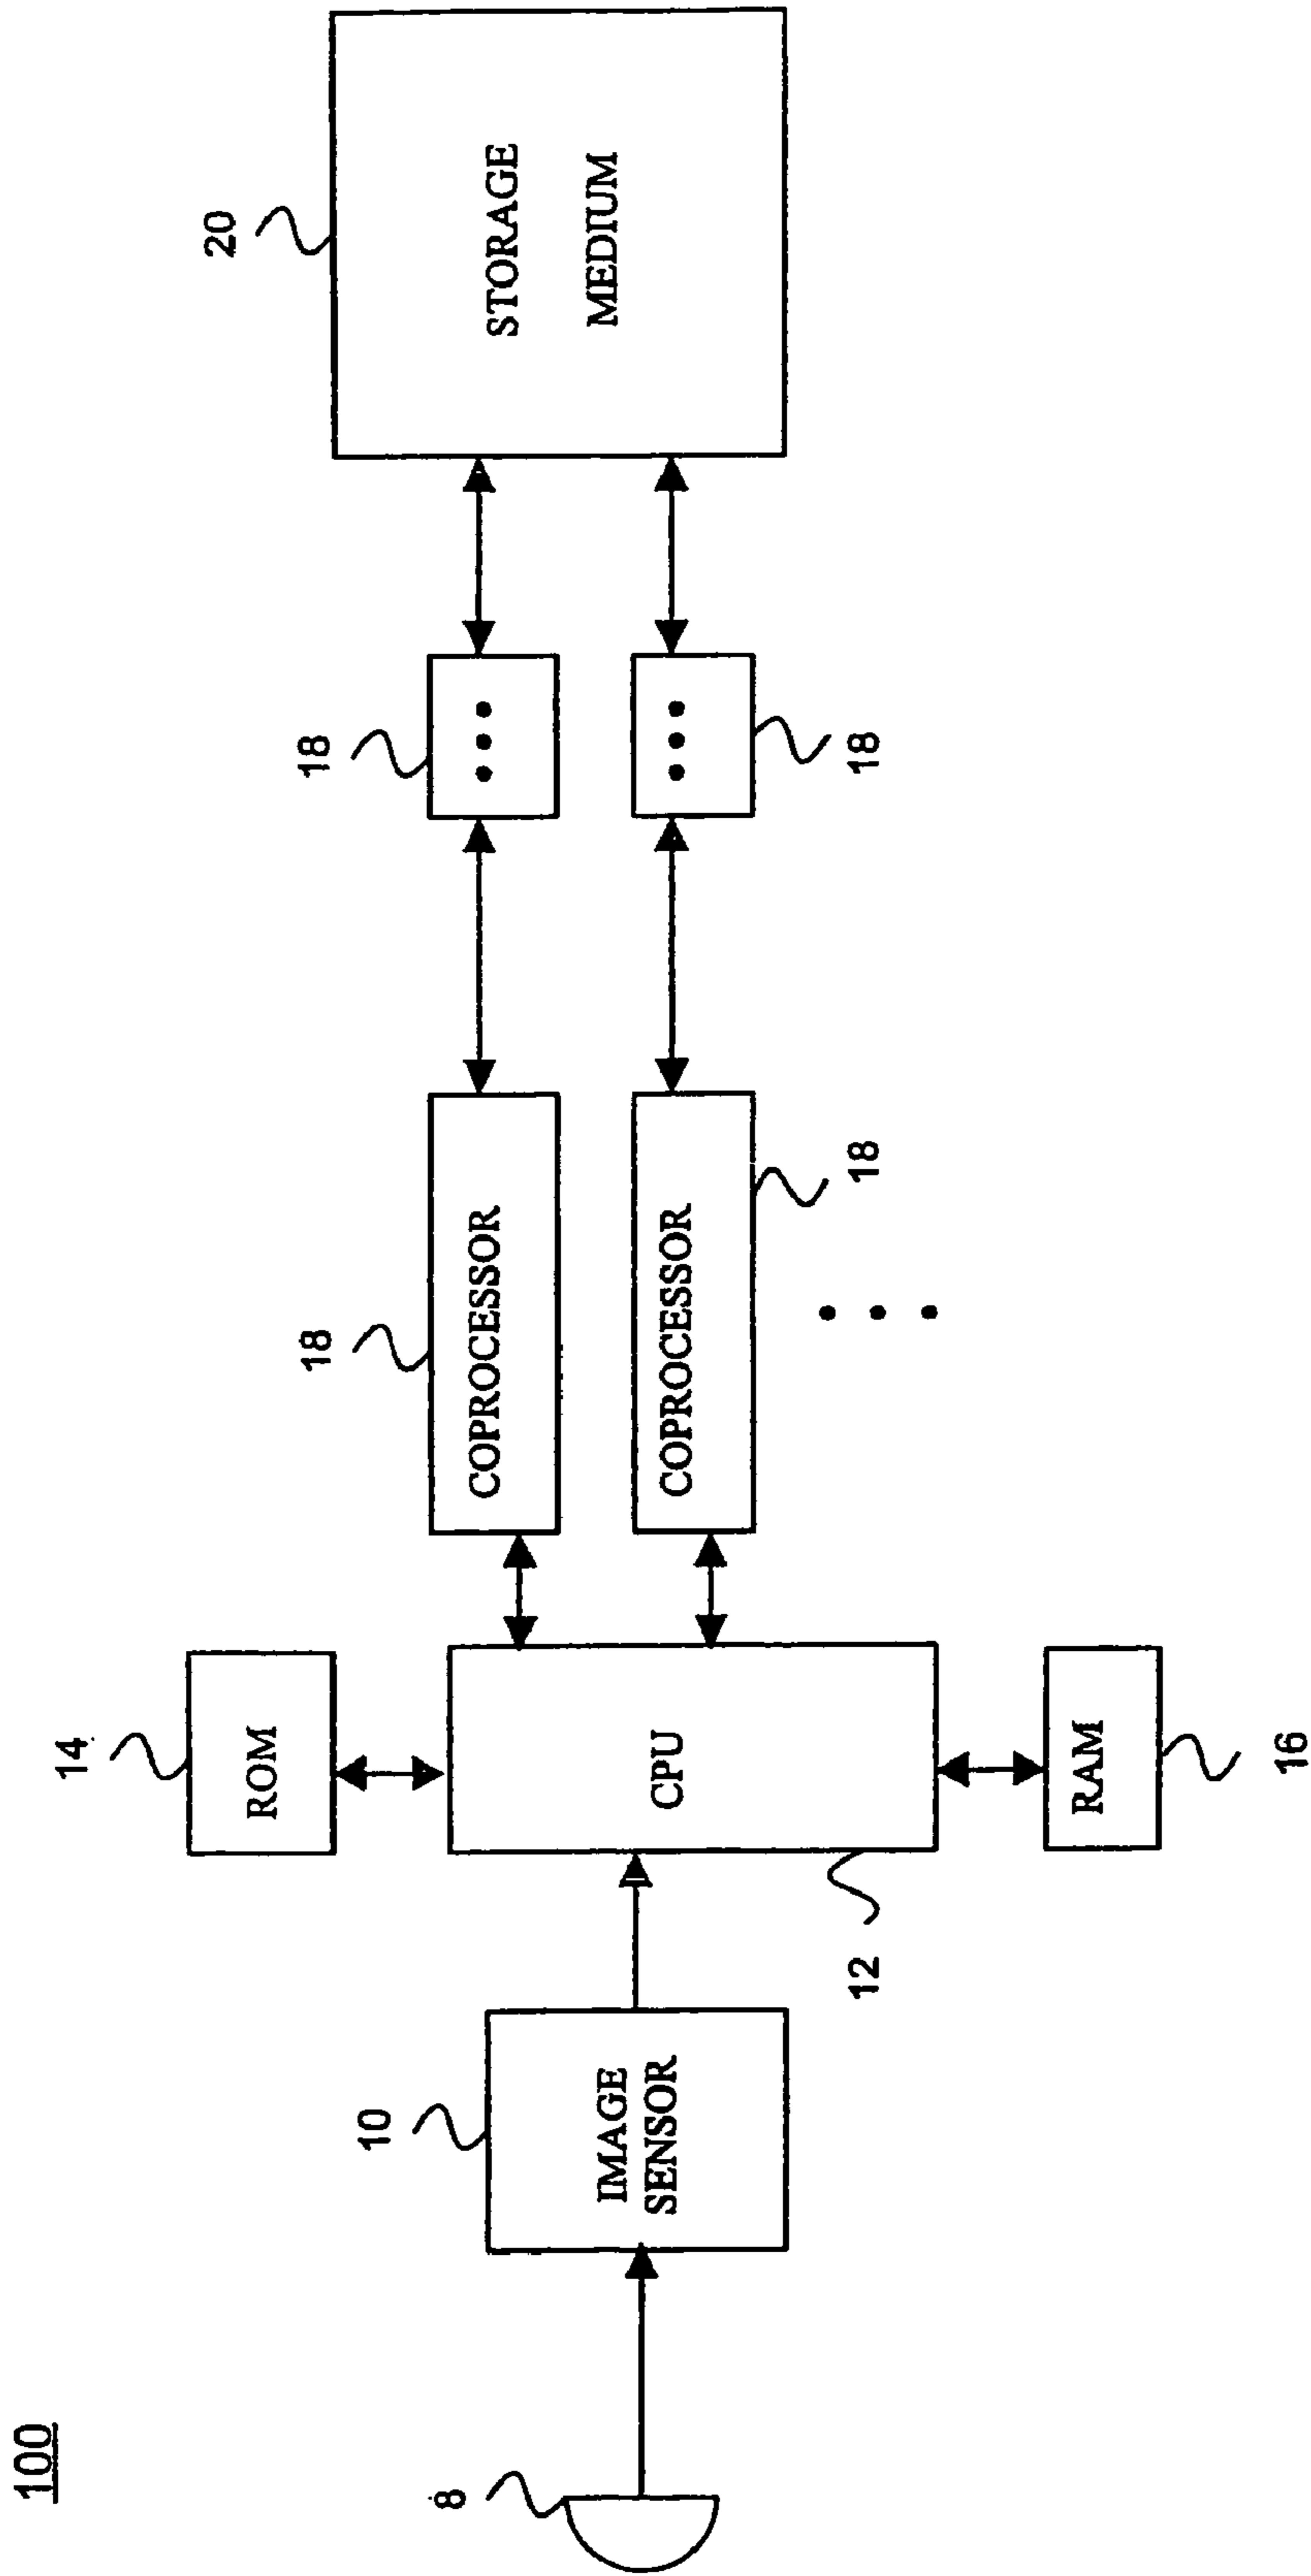 100
8
10
IMAGE
SENSOR
12
CPU
14
ROM
16
RAM
18
COPROCESSOR
18
COPROCESSOR
18
18
20
STORAGE
MEDIUM